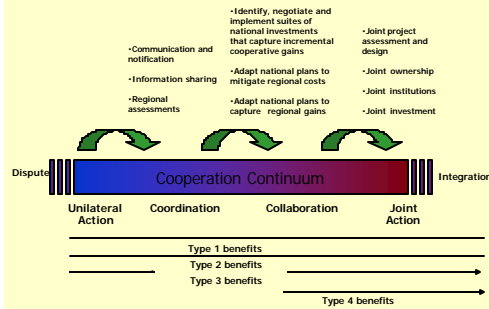 •Communication and
notification
•Information sharing
•Regional
assessments
•Identify, negotiate and
implement suites of
national investments
that capture incremental
cooperative gains
•Adapt national plans to
mitigate regional costs
•Adapt national plans to
capture regional gains
•Joint project
assessment and
design
•Joint ownership
•Joint institutions
•Joint investment
Dispute
Cooperation Continuum
Integration
Unilateral
Action
Coordination
Collaboration
Joint
Action
Type 1 benefits
Type 2 benefits
Type 3 benefits
Type 4 benefits